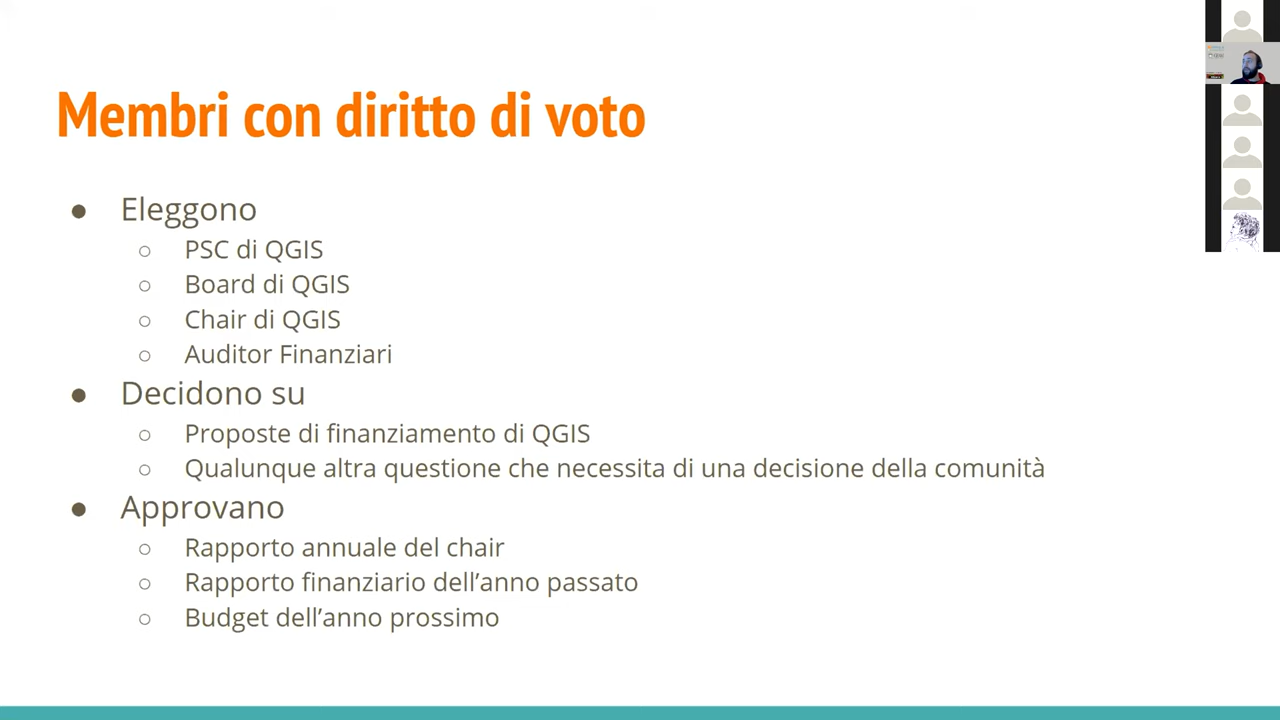 Membri con diritto di voto
● Eleggono
○ PSC di QGIS
○ Board di QGIS
○ Chair di QGIS
○ Auditor Finanziari
● Decidono su
○ Proposte di finanziamento di QGIS
○ Qualunque altra questione che necessita di una decisione della comunità
● Approvano
○ Rapporto annuale del chair
○ Rapporto finanziario dell’anno passato
○ Budget dell’anno prossimo